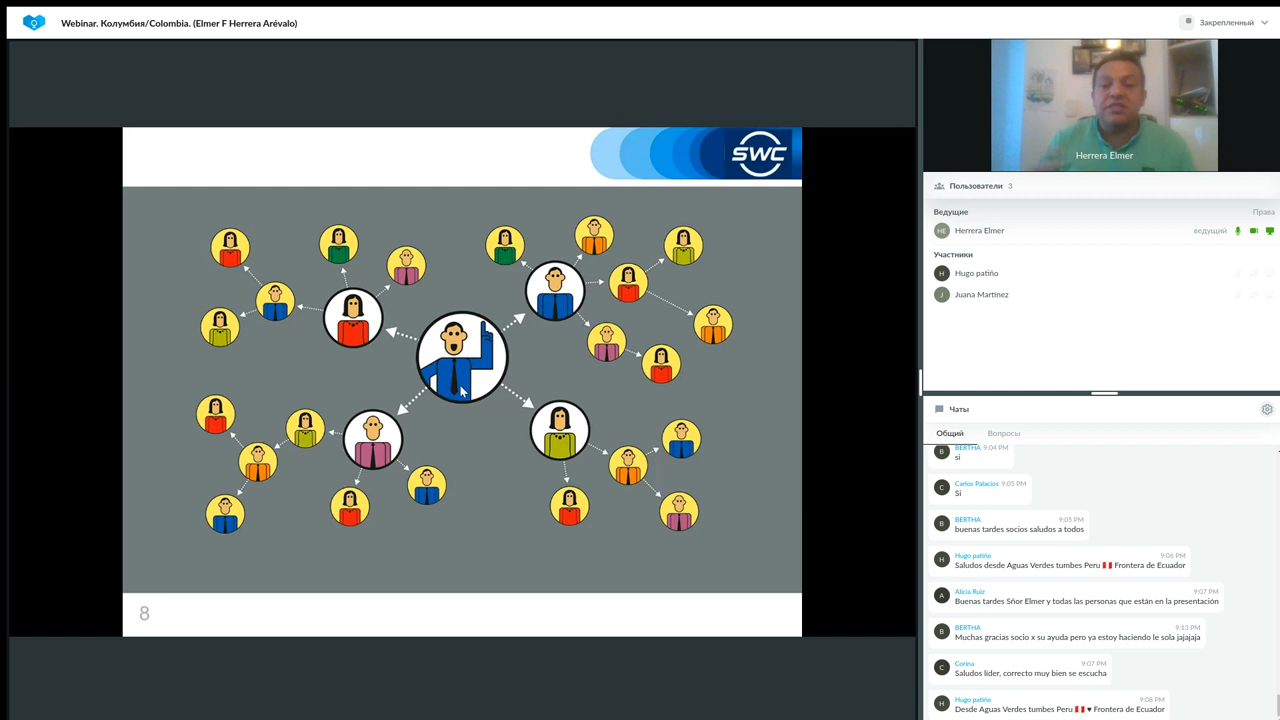 Webinar. Колумбия/Colombia. (Elmer F Herrera Arévalo)
Закрепленный
SWC
8
Herrera Elmer
Пользователи 3
Ведущие
Права
HE
Herrera Elmer
ведущий
Участники
H
Hugo patiño
J
Juana Martínez
Чаты
Общий
Вопросы
B
BERTHA 9:04 PM
si
C
Carlos Palacios 9:05 PM
Si
B
BERTHA 9:05 PM
buenas tardes socios saludos a todos
H
Hugo patiño 9:06 PM
Saludos desde Aguas Verdes tumbes Peru 🇵🇪 Frontera de Ecuador
A
Alicia Ruiz 9:07 PM
Buenas tardes Sñor Elmer y todas las personas que están en la presentación
B
BERTHA 9:13 PM
Muchas gracias socio x su ayuda pero ya estoy haciendo le sola jajajaja
C
Corina 9:07 PM
Saludos líder, correcto muy bien se escucha
H
Hugo patiño 9:08 PM
Desde Aguas Verdes tumbes Peru 🇵🇪 ♥ Frontera de Ecuador